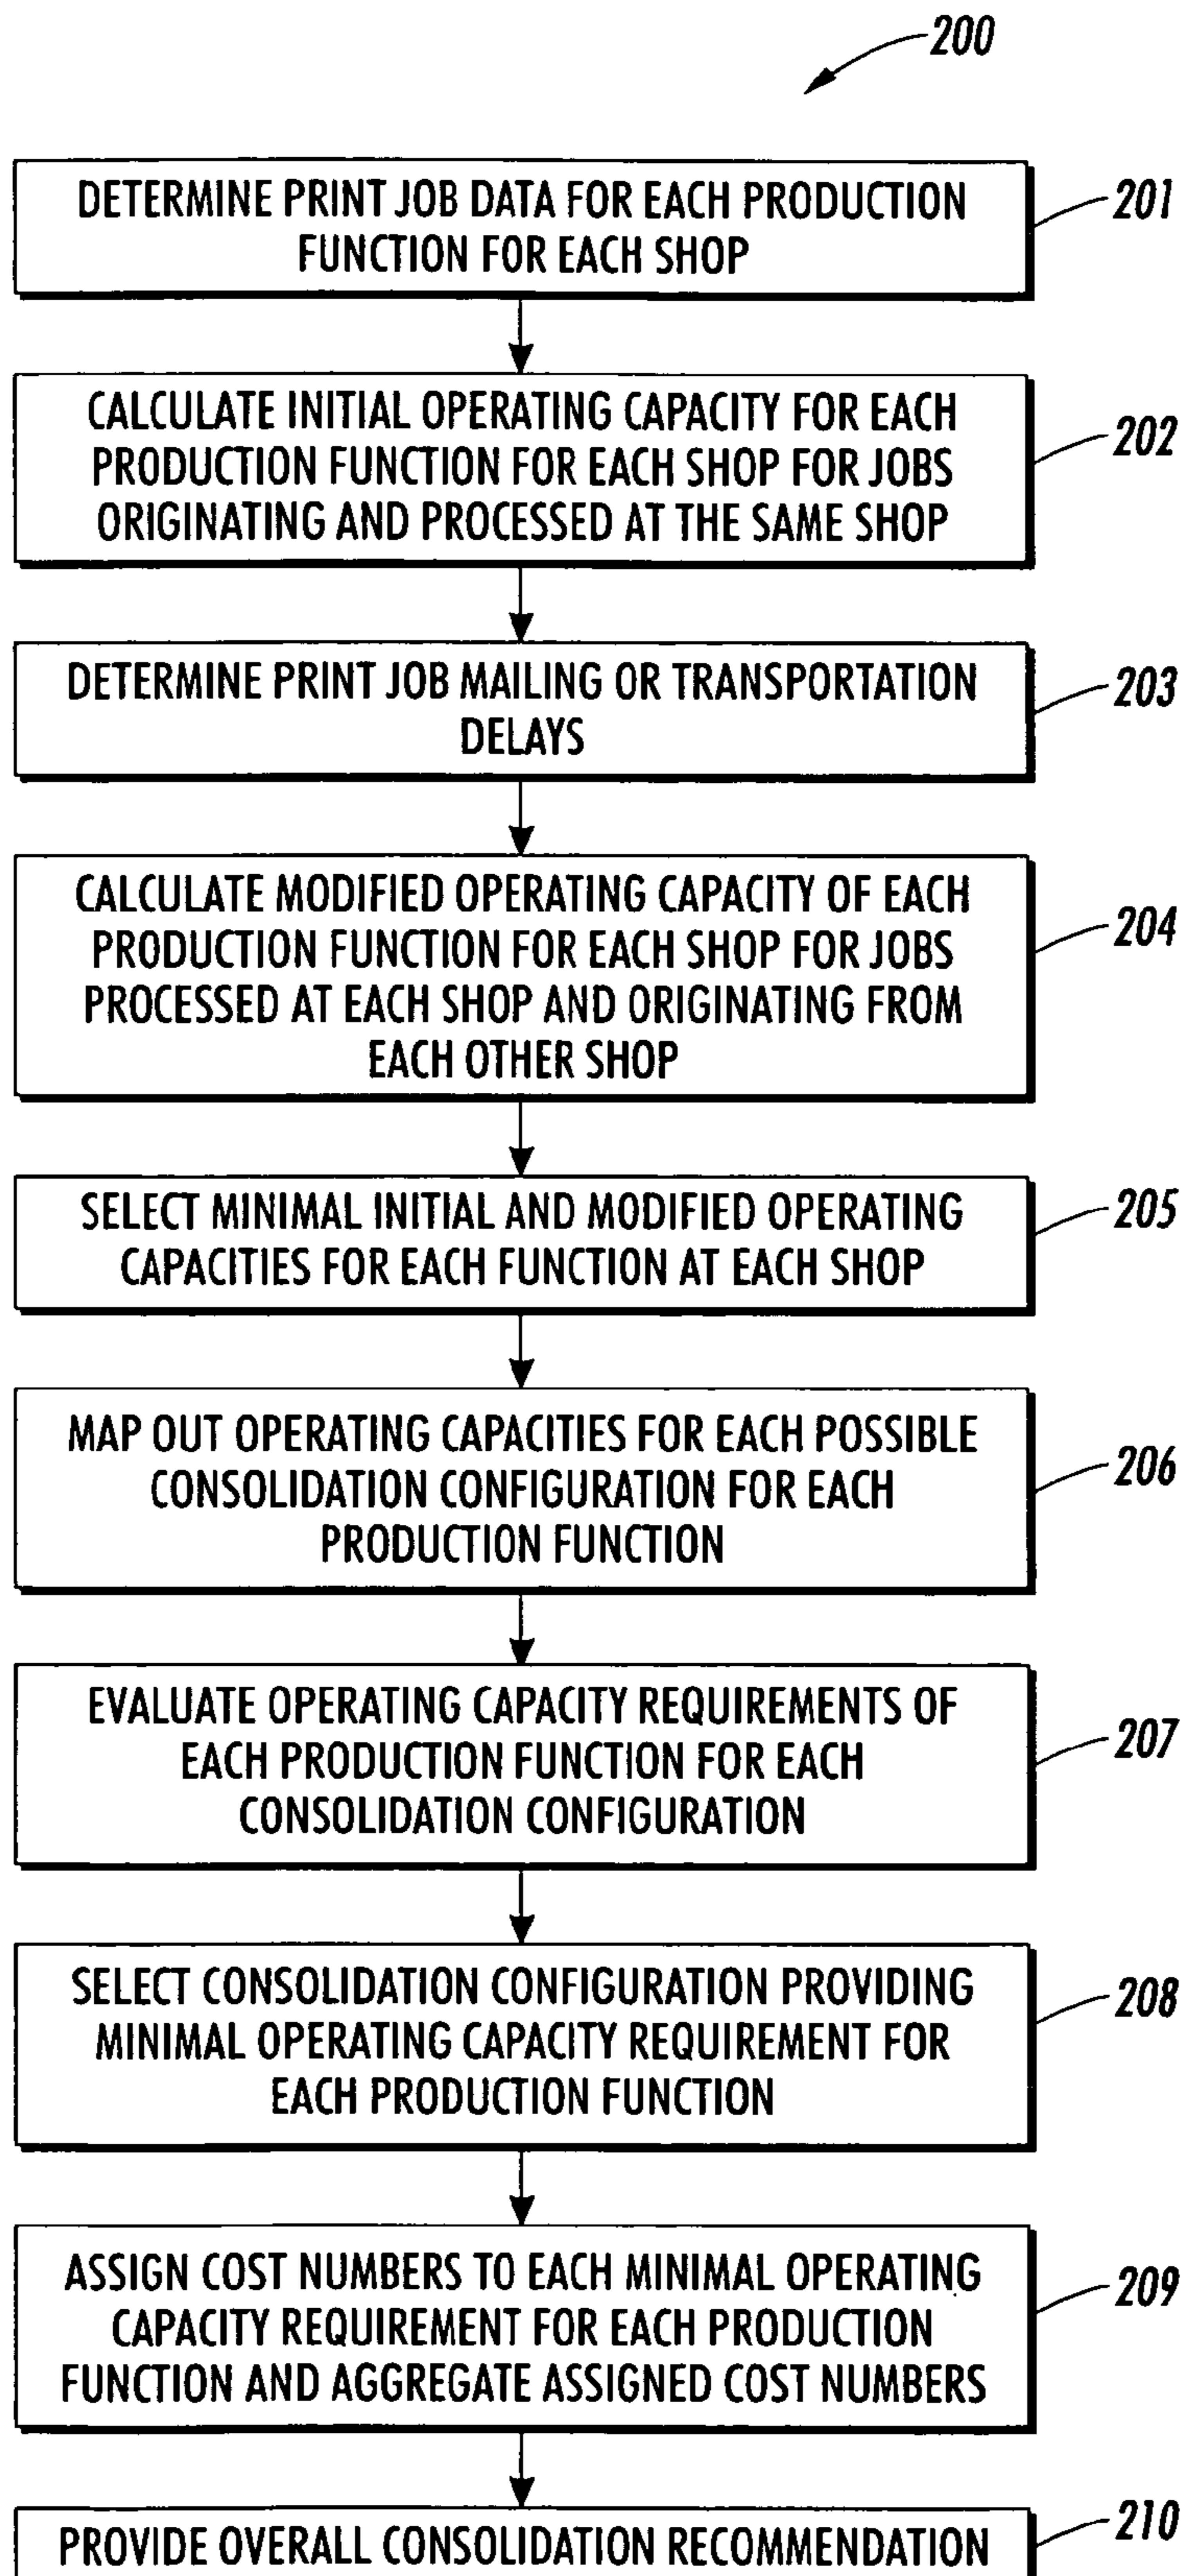 200
DETERMINE PRINT JOB DATA FOR EACH PRODUCTION
FUNCTION FOR EACH SHOP
201
CALCULATE INITIAL OPERATING CAPACITY FOR EACH
PRODUCTION FUNCTION FOR EACH SHOP FOR JOBS
ORIGINATING AND PROCESSED AT THE SAME SHOP
202
DETERMINE PRINT JOB MAILING OR TRANSPORTATION
DELAYS
203
CALCULATE MODIFIED OPERATING CAPACITY OF EACH
PRODUCTION FUNCTION FOR EACH SHOP FOR JOBS
PROCESSED AT EACH SHOP AND ORIGINATING FROM
EACH OTHER SHOP
204
SELECT MINIMAL INITIAL AND MODIFIED OPERATING
CAPACITIES FOR EACH FUNCTION AT EACH SHOP
205
MAP OUT OPERATING CAPACITIES FOR EACH POSSIBLE
CONSOLIDATION CONFIGURATION FOR EACH
PRODUCTION FUNCTION
206
EVALUATE OPERATING CAPACITY REQUIREMENTS OF
EACH PRODUCTION FUNCTION FOR EACH
CONSOLIDATION CONFIGURATION
207
SELECT CONSOLIDATION CONFIGURATION PROVIDING
MINIMAL OPERATING CAPACITY REQUIREMENT FOR
EACH PRODUCTION FUNCTION
208
ASSIGN COST NUMBERS TO EACH MINIMAL OPERATING
CAPACITY REQUIREMENT FOR EACH PRODUCTION
FUNCTION AND AGGREGATE ASSIGNED COST NUMBERS
209
PROVIDE OVERALL CONSOLIDATION RECOMMENDATION
210